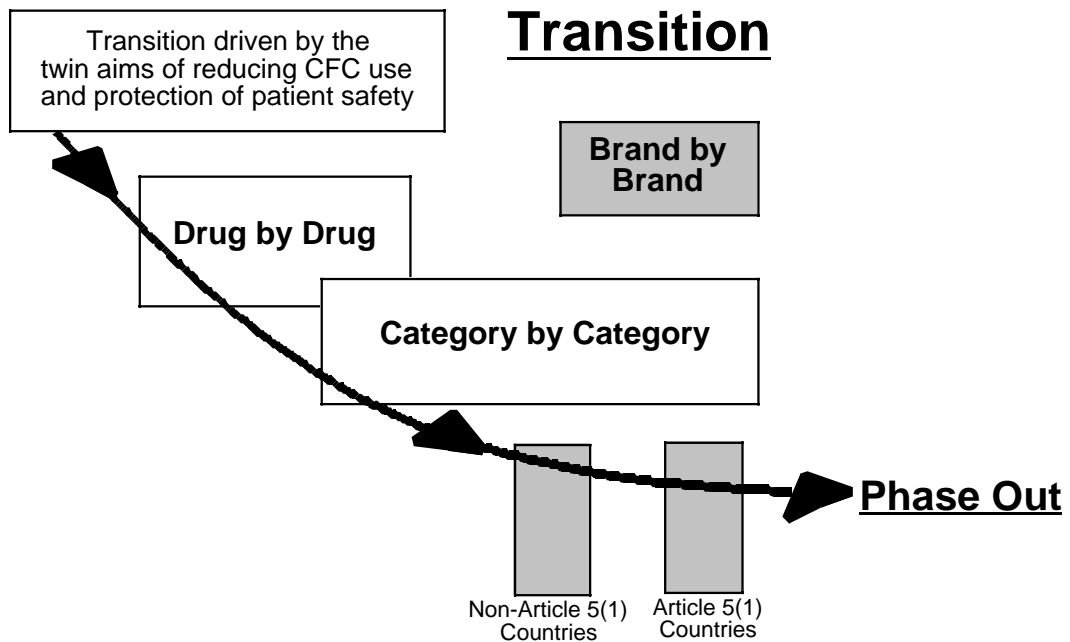 Transition
Transition driven by the
twin aims of reducing CFC use
and protection of patient safety
Brand by
Brand
Drug by Drug
Category by Category
Phase Out
Non-Article 5(1)
Countries
Article 5(1)
Countries